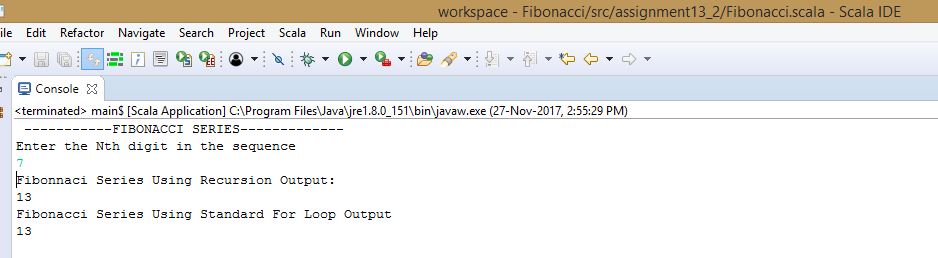 workspace - Fibonacci/src/assignment13_2/Fibonacci.scala - Scala IDE
ile Edit Refactor Navigate Search Project Scala Run Window Help
Console
<terminated> main$ [Scala Application] C:\Program Files\Java\jre1.8.0_151\bin\javaw.exe (27-Nov-2017, 2:55:29 PM)
-----------FIBONACCI SERIES-------------
Enter the Nth digit in the sequence
7
Fibonnaci Series Using Recursion Output:
13
Fibonacci Series Using Standard For Loop Output
13